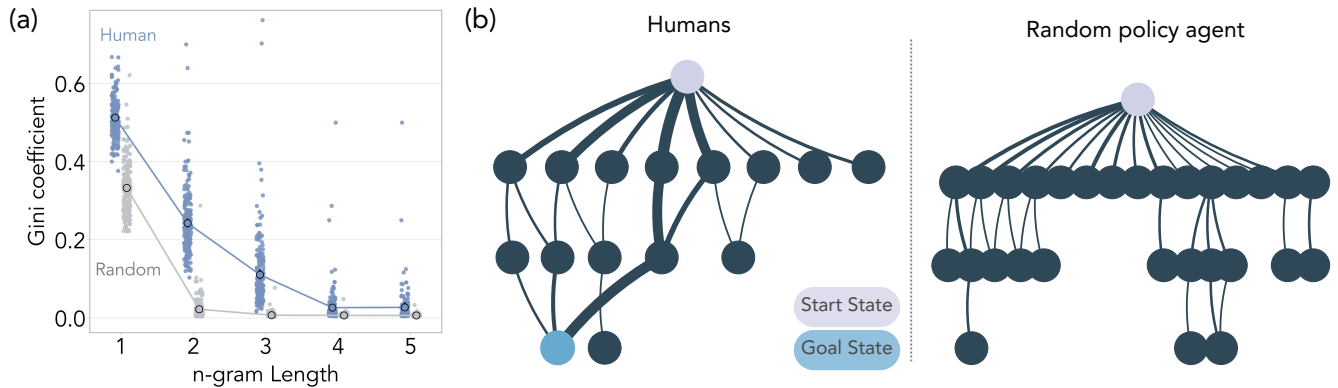 (a)
Human
Random
Gini coefficient
0.6
0.4
0.2
0.0
1 2 3 4 5
n-gram Length
(b)
Humans
Random policy agent
Start State
Goal State